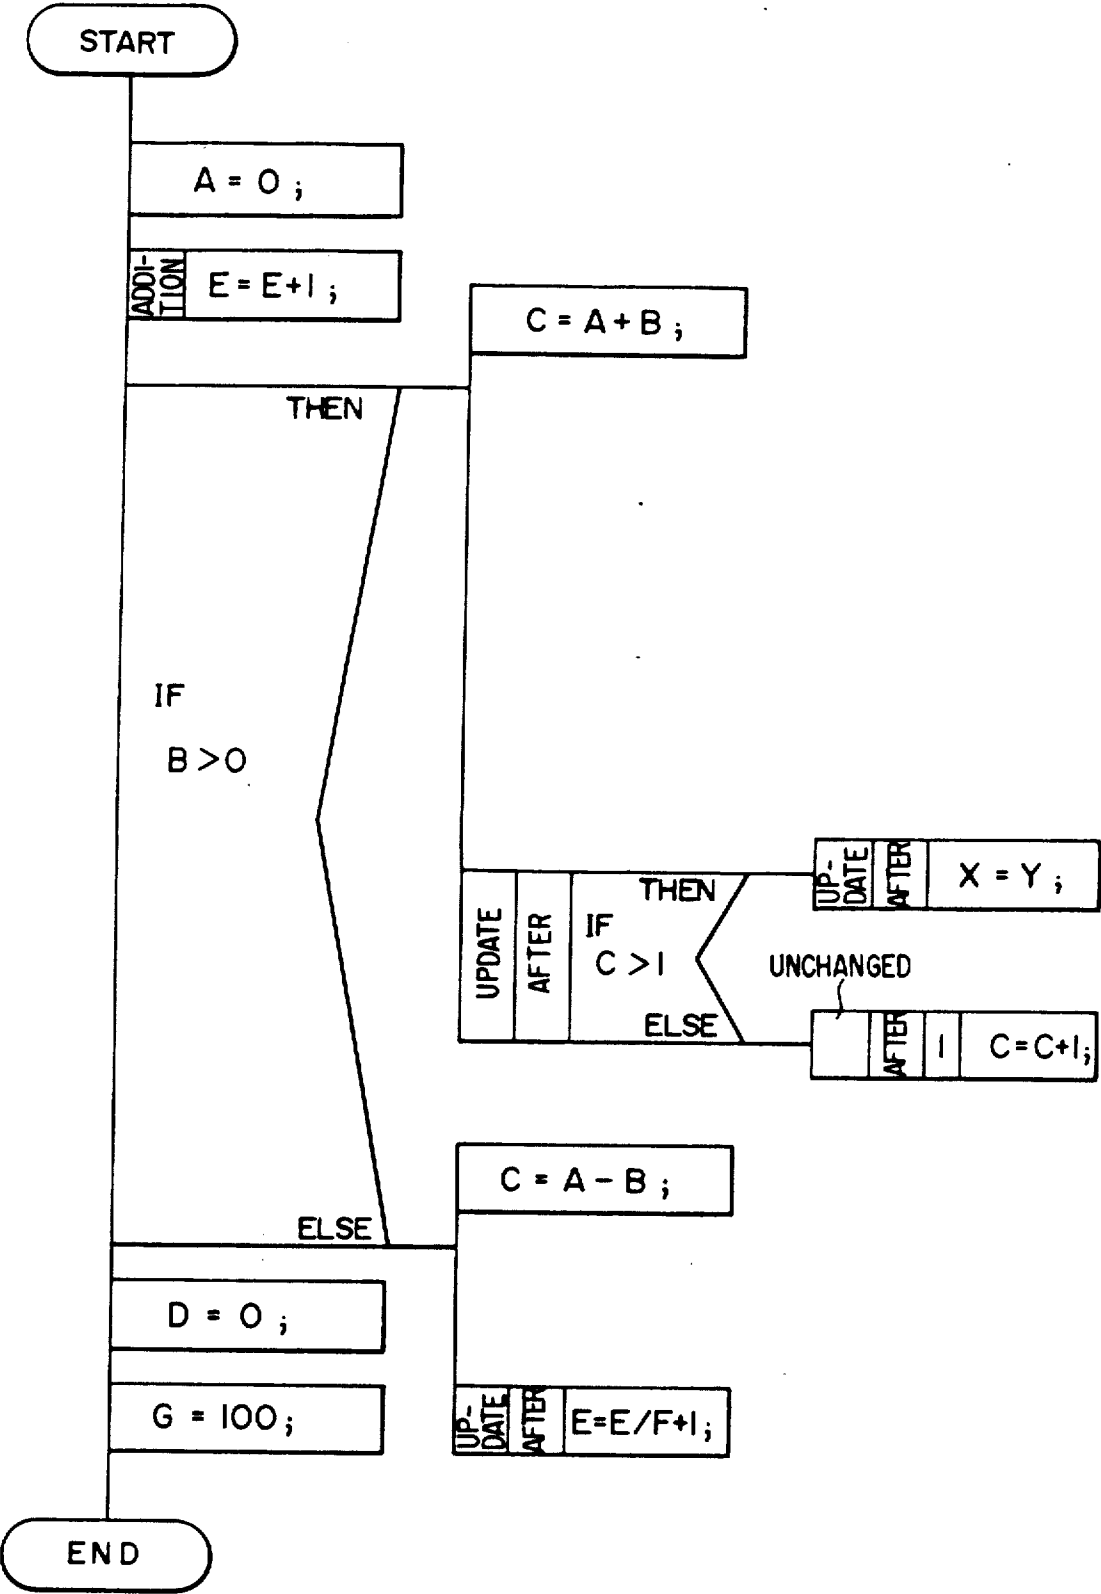 START
A = 0 ;
ADDI-
TION
E = E+1 ;
C = A + B ;
THEN
IF
B > 0
UPDATE
AFTER
THEN
IF
C > 1
ELSE
UP-
DATE
AFTER
X = Y ;
UNCHANGED
AFTER
1
C=C+1;
C = A - B ;
ELSE
D = 0 ;
G = 100;
UP-
DATE
AFTER
E=E/F+1;
END